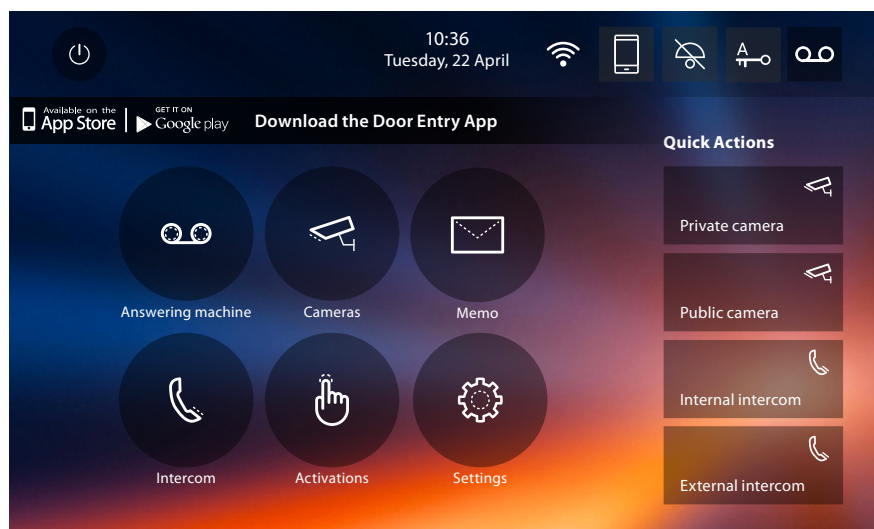 10:36
Tuesday, 22 April
A
Available on the
App Store
GET IT ON
Google play
Download the Door Entry App
Quick Actions
Private camera
Public camera
Internal intercom
External intercom
Answering machine
Cameras
Memo
Intercom
Activations
Settings